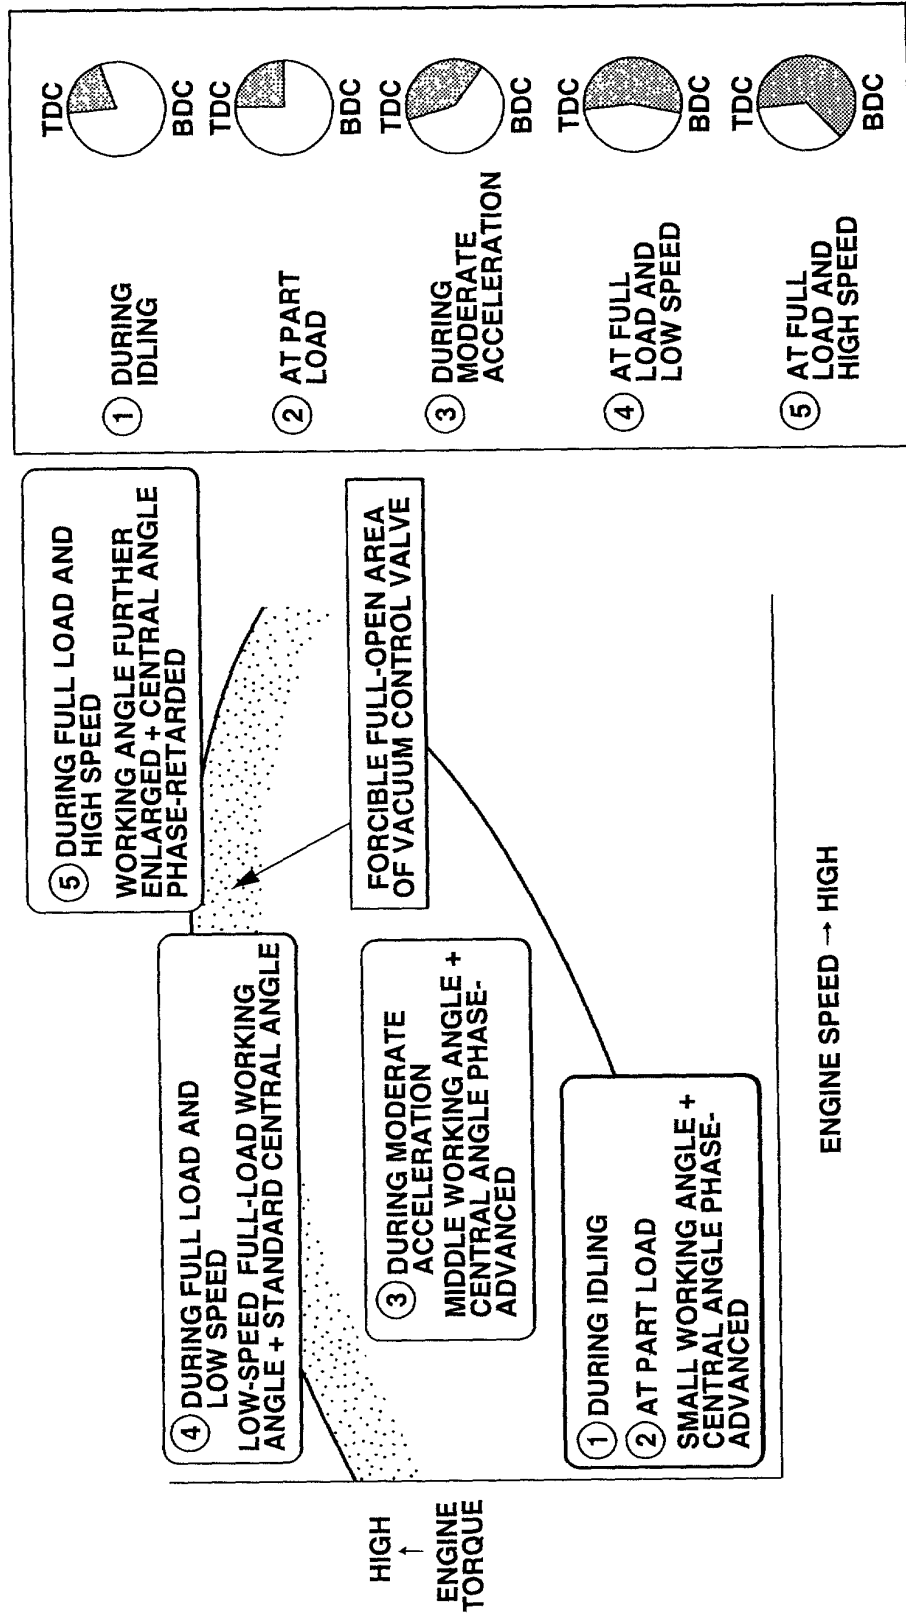 HIGH
↑
ENGINE
TORQUE
④ DURING FULL LOAD AND
LOW SPEED
LOW-SPEED FULL-LOAD WORKING
ANGLE + STANDARD CENTRAL ANGLE
⑤ DURING FULL LOAD AND
HIGH SPEED
WORKING ANGLE FURTHER
ENLARGED + CENTRAL ANGLE
PHASE-RETARDED
③ DURING MODERATE
ACCELERATION
MIDDLE WORKING ANGLE +
CENTRAL ANGLE PHASE-
ADVANCED
FORCIBLE FULL-OPEN AREA
OF VACUUM CONTROL VALVE
① DURING IDLING
② AT PART LOAD
SMALL WORKING ANGLE +
CENTRAL ANGLE PHASE-
ADVANCED
ENGINE SPEED → HIGH
① DURING
IDLING
TDC
BDC
② AT PART
LOAD
TDC
BDC
③ DURING
MODERATE
ACCELERATION
TDC
BDC
④ AT FULL
LOAD AND
LOW SPEED
TDC
BDC
⑤ AT FULL
LOAD AND
HIGH SPEED
TDC
BDC